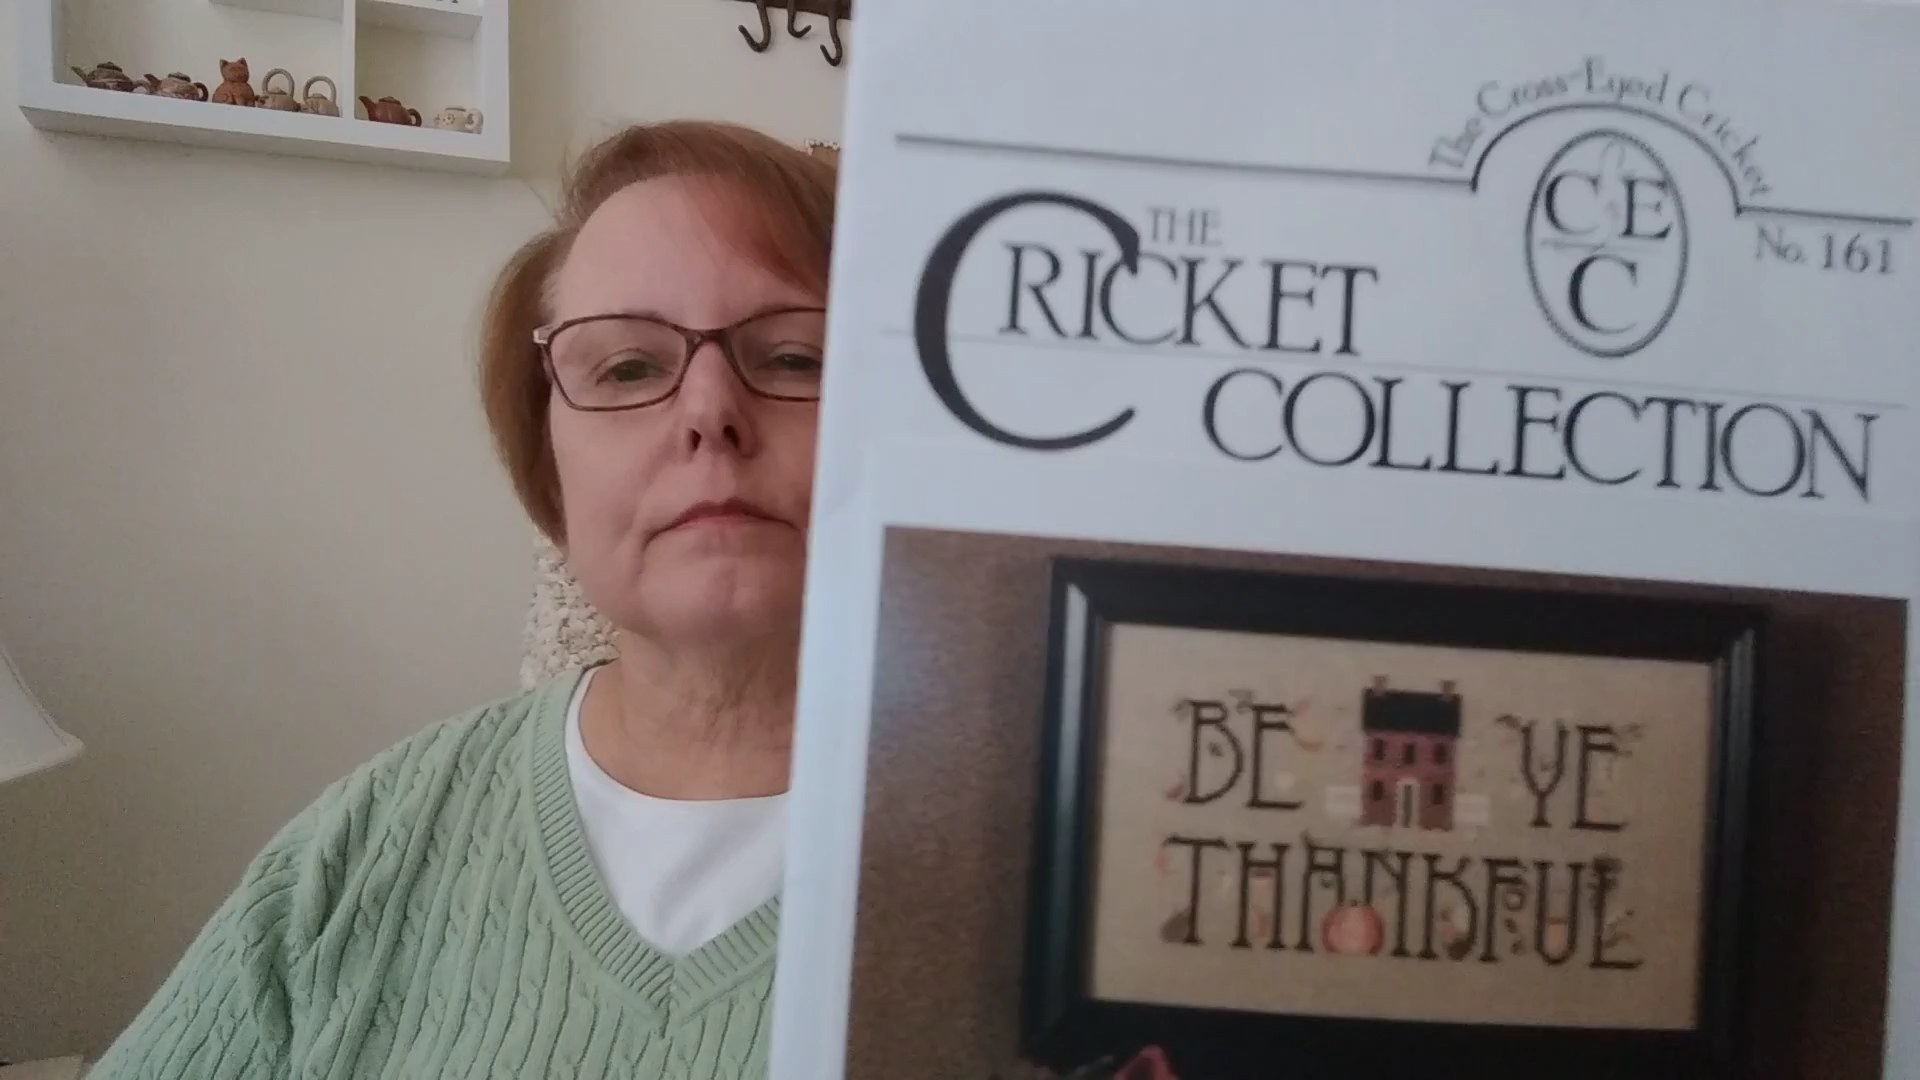 The Cross-Eyed Cricket
CEC
No. 161
THE
CRICKET
COLLECTION
BE YE
THANKFUL